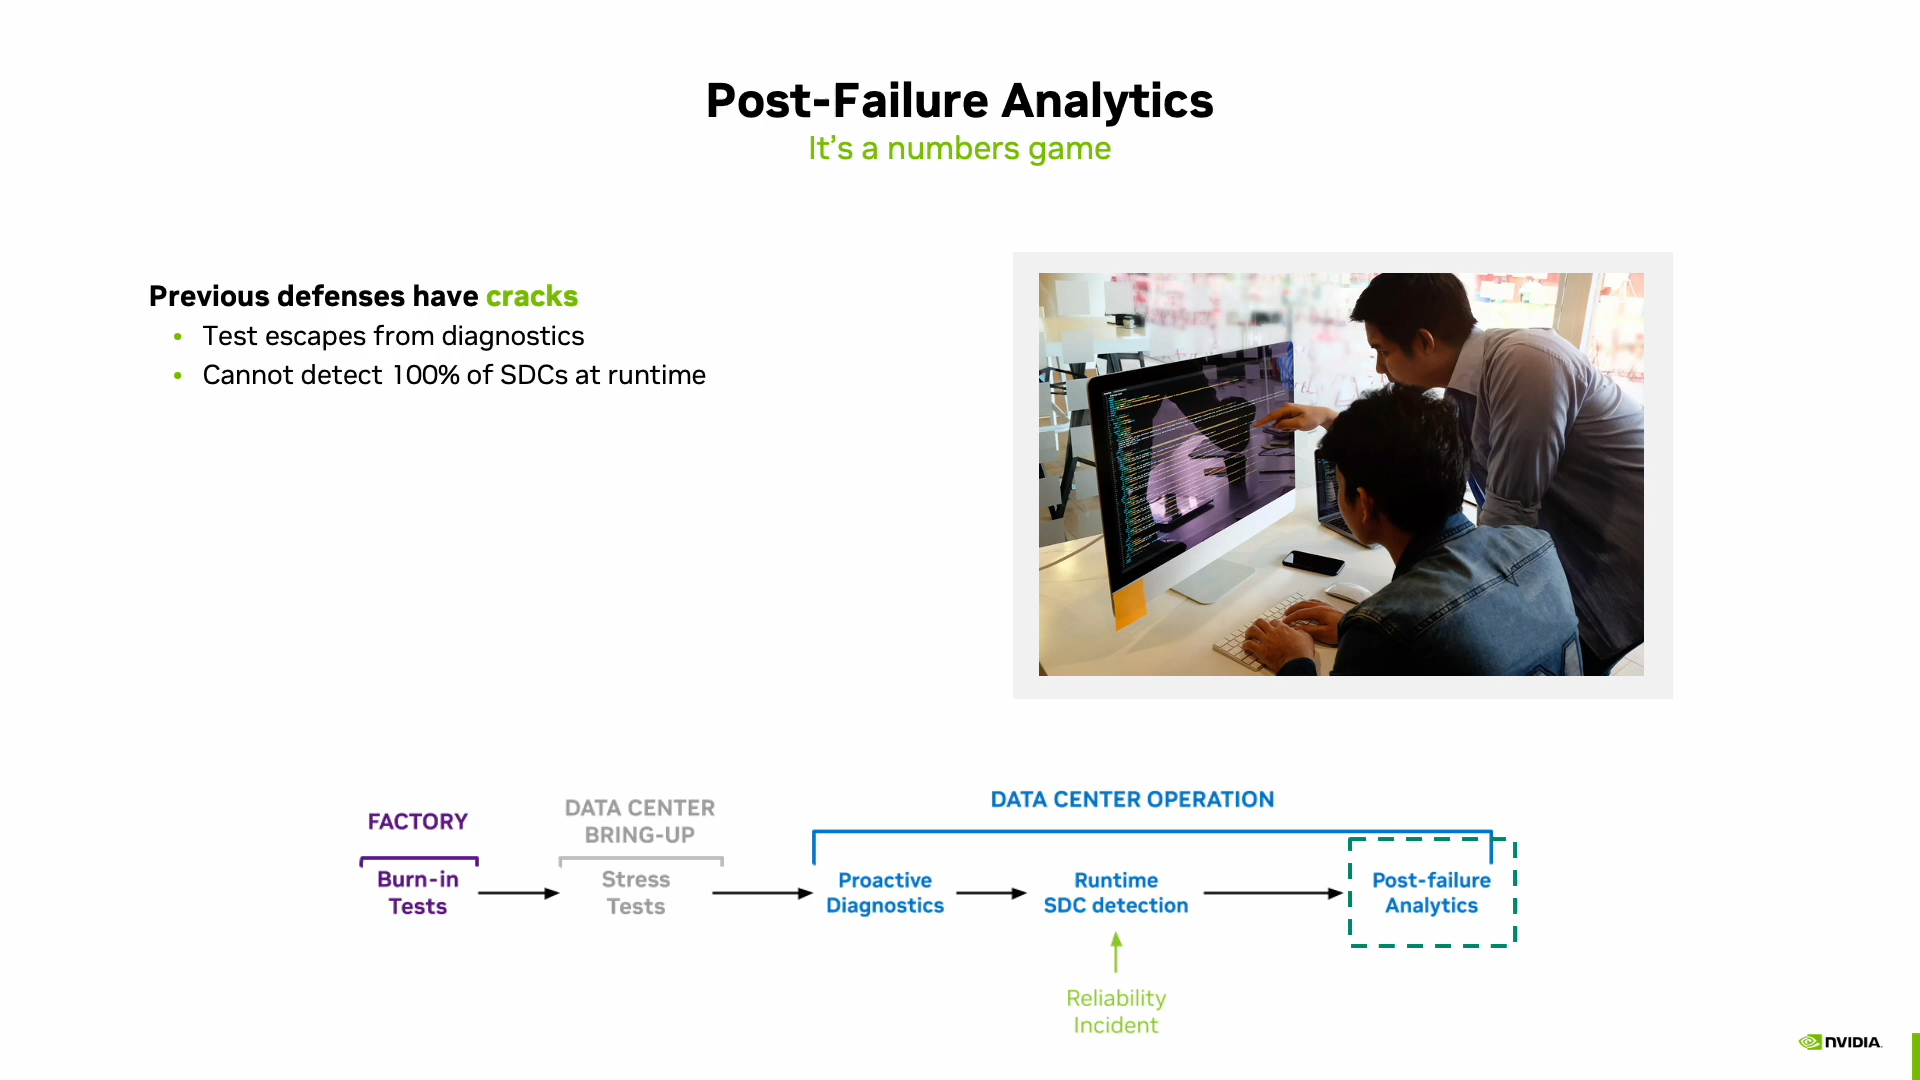 Post-Failure Analytics
It's a numbers game
Previous defenses have cracks
• Test escapes from diagnostics
• Cannot detect 100% of SDCs at runtime
FACTORY
Burn-in
Tests
DATA CENTER
BRING-UP
Stress
Tests
DATA CENTER OPERATION
Proactive
Diagnostics
Runtime
SDC detection
Post-failure
Analytics
Reliability
Incident
NVIDIA